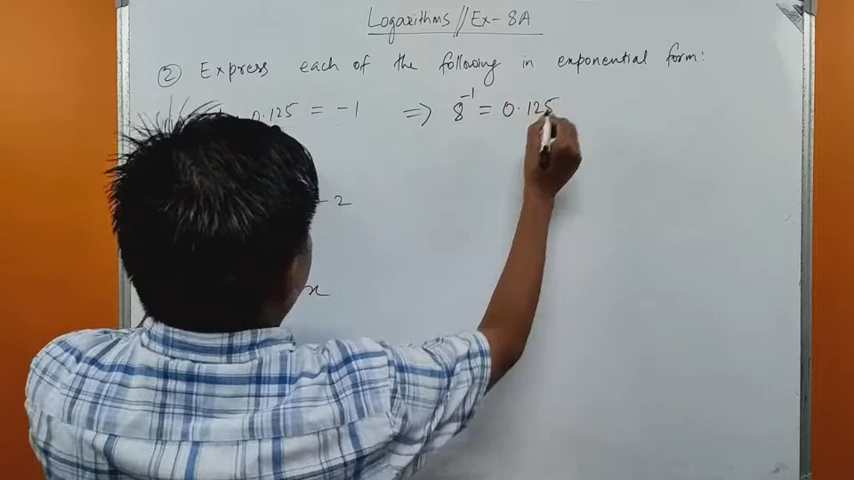 Logarithms // Ex - 8A
② Express each of the following in exponential form:
0.125 = -1 ⇒ 8⁻¹ = 0.125
- 2
x